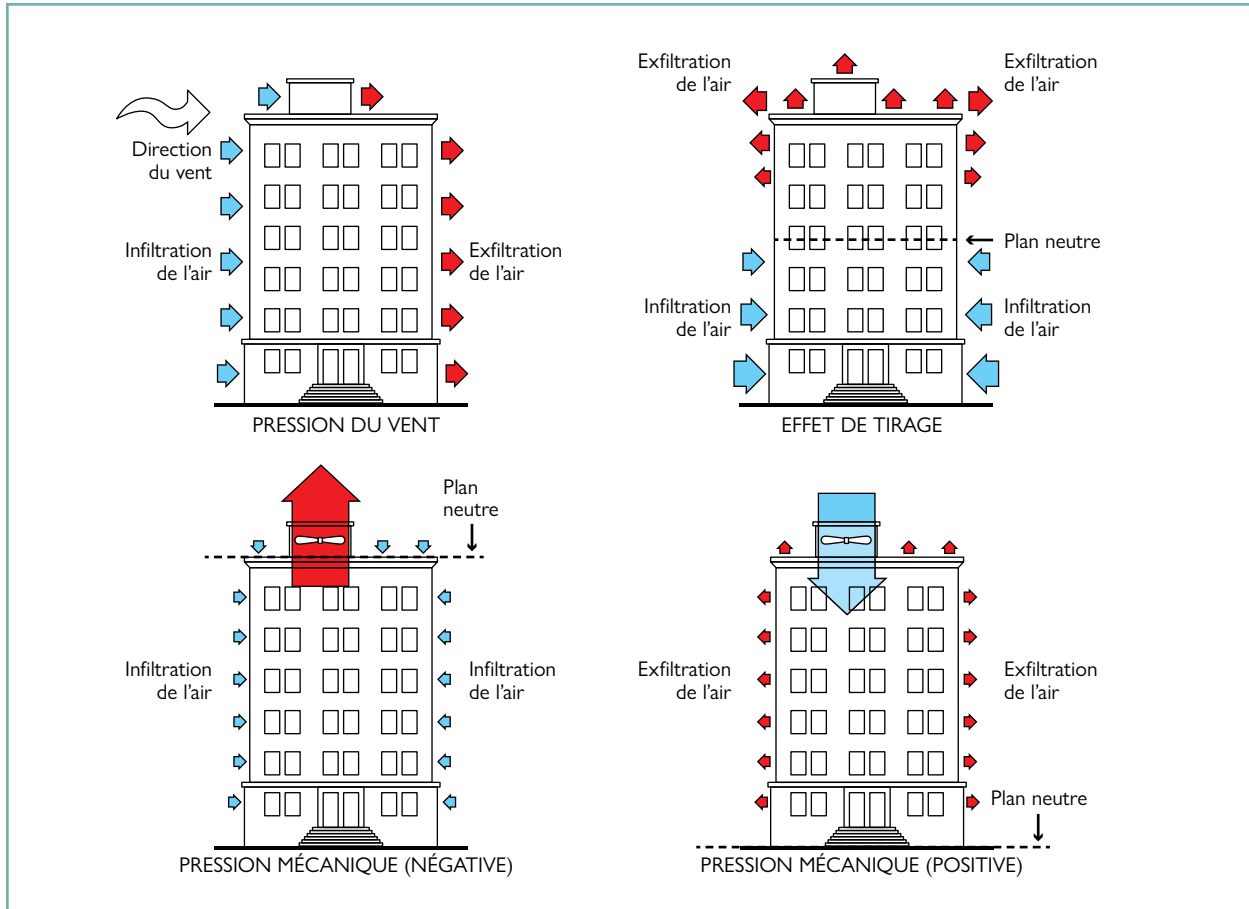 Direction
du vent
Infiltration
de l’air
Exfiltration
de l’air
PRESSION DU VENT
Exfiltration
de l’air
Exfiltration
de l’air
Plan neutre
Infiltration
de l’air
Infiltration
de l’air
EFFET DE TIRAGE
Plan
neutre
Infiltration
de l’air
Infiltration
de l’air
PRESSION MÉCANIQUE (NÉGATIVE)
Exfiltration
de l’air
Exfiltration
de l’air
Plan neutre
PRESSION MÉCANIQUE (POSITIVE)